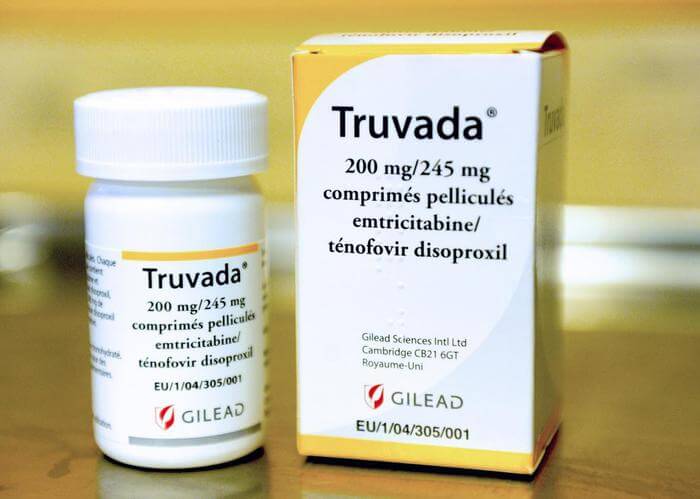 Truvada®
200 mg/245 mg
comprimés pelliculés
emtricitabine/
ténofovir disoproxil
EU/1/04/305/001
GILEAD
disoproxil
Truvada®
200 mg/245 mg
comprimés pelliculés
emtricitabine/
ténofovir disoproxil
Gilead Sciences Intl Ltd
Cambridge CB21 6GT
Royaume-Uni
GILEAD
EU/1/04/305/001
Truvada